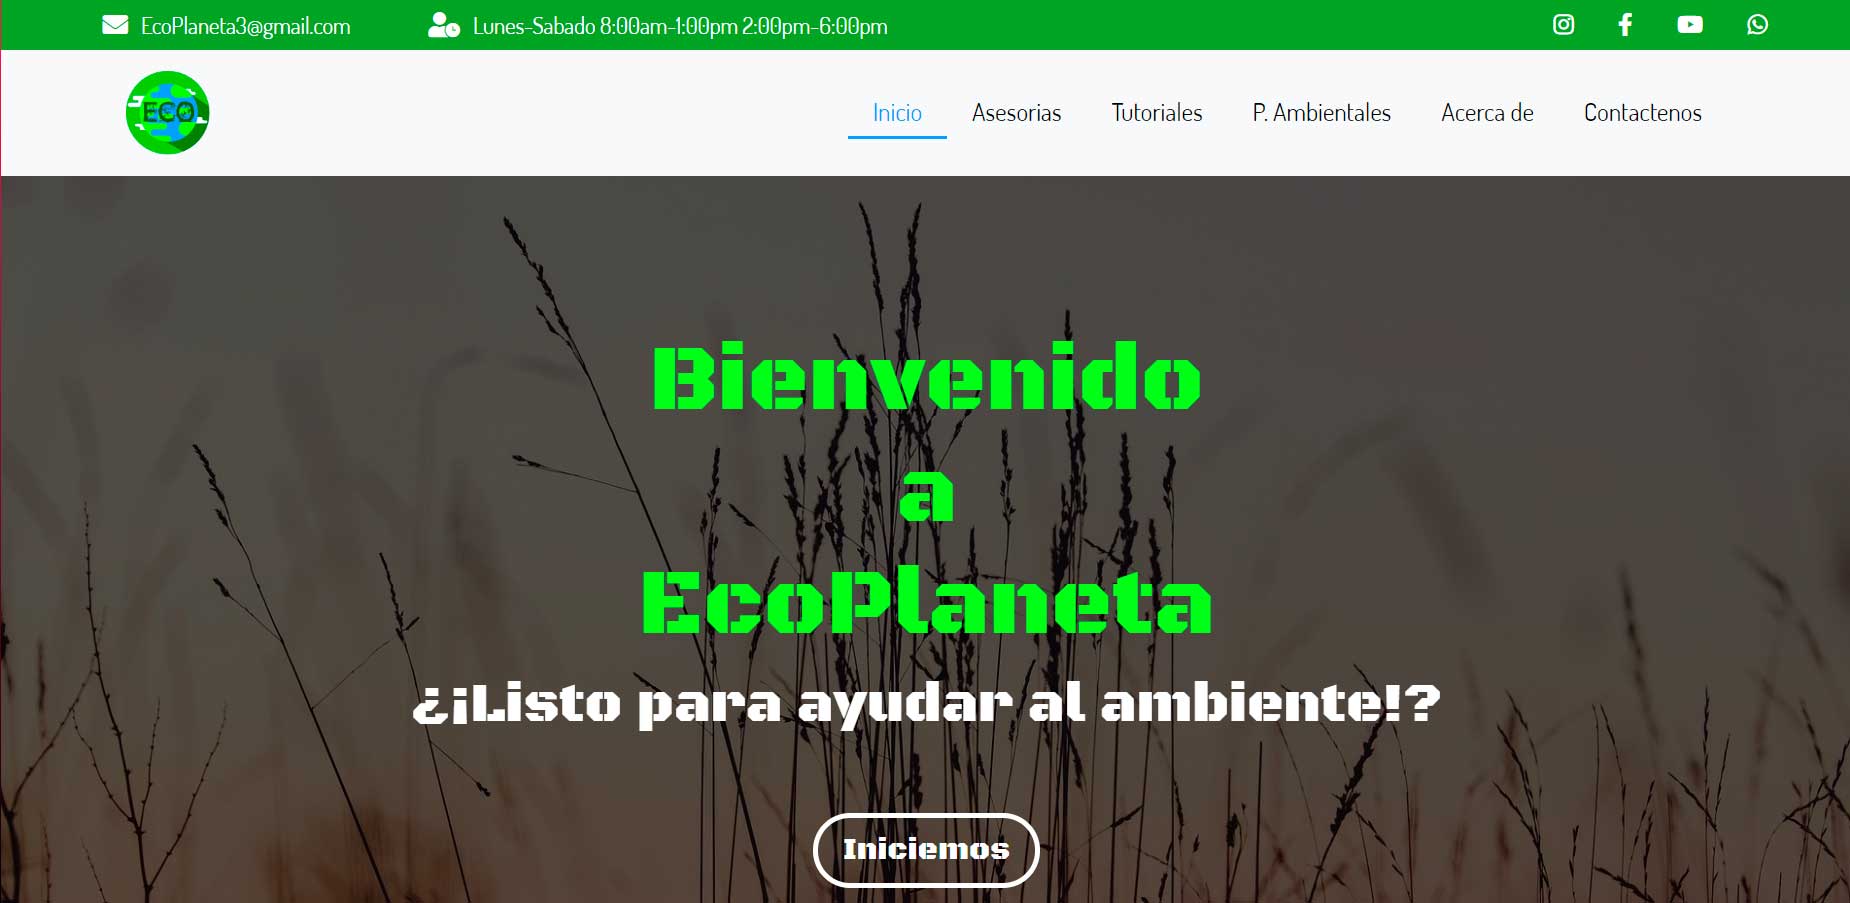 EcoPlaneta3@gmail.com
Lunes-Sabado 8:00am-1:00pm 2:00pm-6:00pm
ECO
Inicio
Asesorias
Tutoriales
P. Ambientales
Acerca de
Contactenos
Bienvenido
a
EcoPlaneta
¿¡Listo para ayudar al ambiente!?
Iniciemos